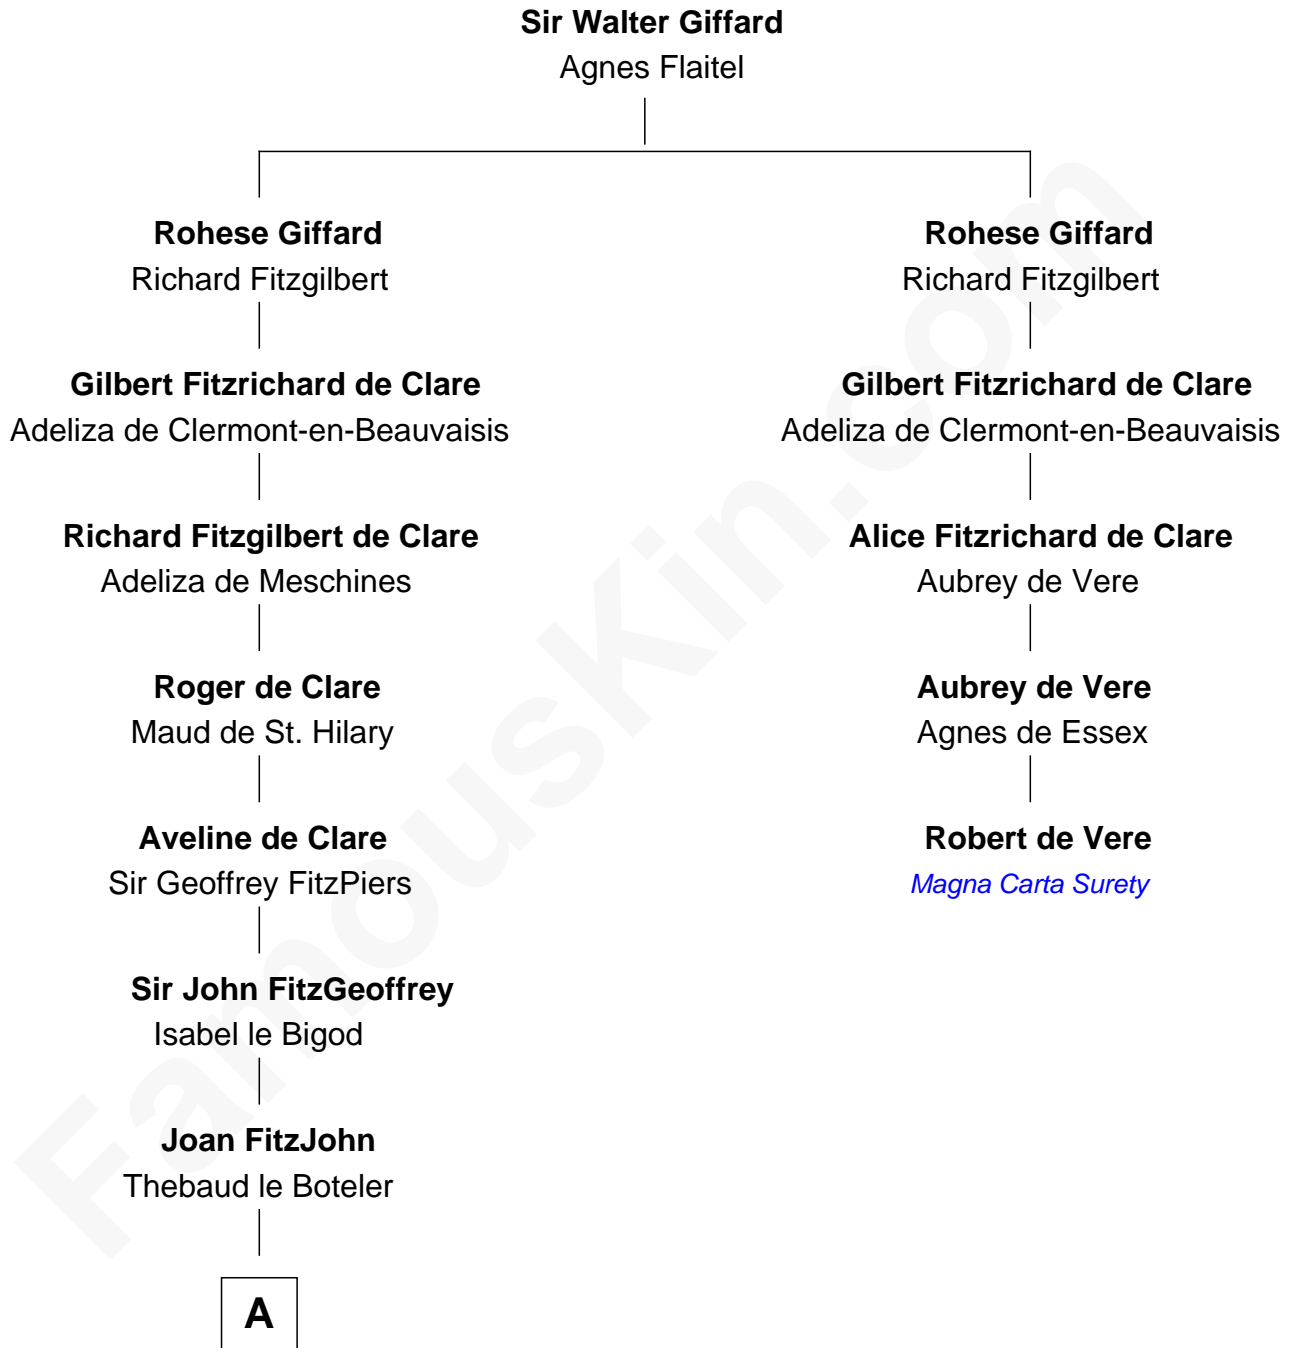 Sir Walter Giffard
Agnes Flaitel
Rohese Giffard
Richard Fitzgilbert
Gilbert Fitzrichard de Clare
Adeliza de Clermont-en-Beauvaisis
Richard Fitzgilbert de Clare
Adeliza de Meschines
Roger de Clare
Maud de St. Hilary
Aveline de Clare
Sir Geoffrey FitzPiers
Sir John FitzGeoffrey
Isabel le Bigod
Joan FitzJohn
Thebaud le Boteler
A
Rohese Giffard
Richard Fitzgilbert
Gilbert Fitzrichard de Clare
Adeliza de Clermont-en-Beauvaisis
Alice Fitzrichard de Clare
Aubrey de Vere
Aubrey de Vere
Agnes de Essex
Robert de Vere
Magna Carta Surety
FamousKin.com